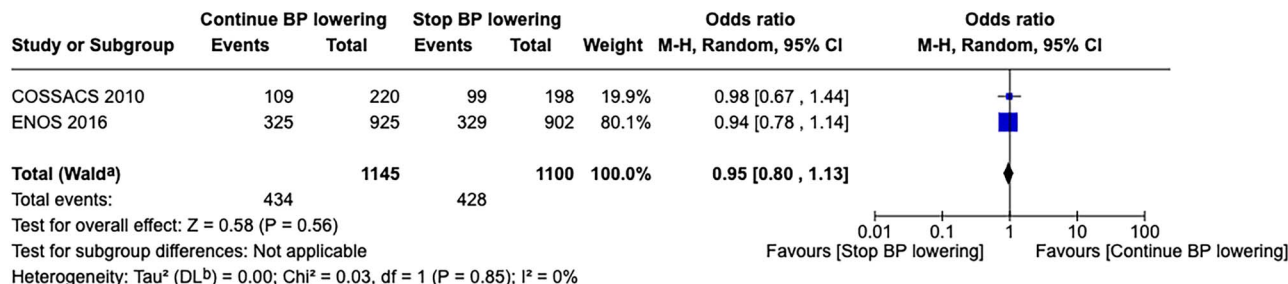 Continue BP lowering Stop BP lowering Odds ratio Odds ratio
Study or Subgroup Events Total Events Total Weight M-H, Random, 95% CI M-H, Random, 95% CI
COSSACS 2010 109 220 99 198 19.9% 0.98 [0.67 , 1.44]
ENOS 2016 325 925 329 902 80.1% 0.94 [0.78 , 1.14]
Total (Waldᵃ) 1145 1100 100.0% 0.95 [0.80 , 1.13]
Total events: 434 428
Test for overall effect: Z = 0.58 (P = 0.56)
0.01 0.1 1 10 100
Test for subgroup differences: Not applicable
Favours [Stop BP lowering] Favours [Continue BP lowering]
Heterogeneity: Tau² (DLᵇ) = 0.00; Chi² = 0.03, df = 1 (P = 0.85); I² = 0%